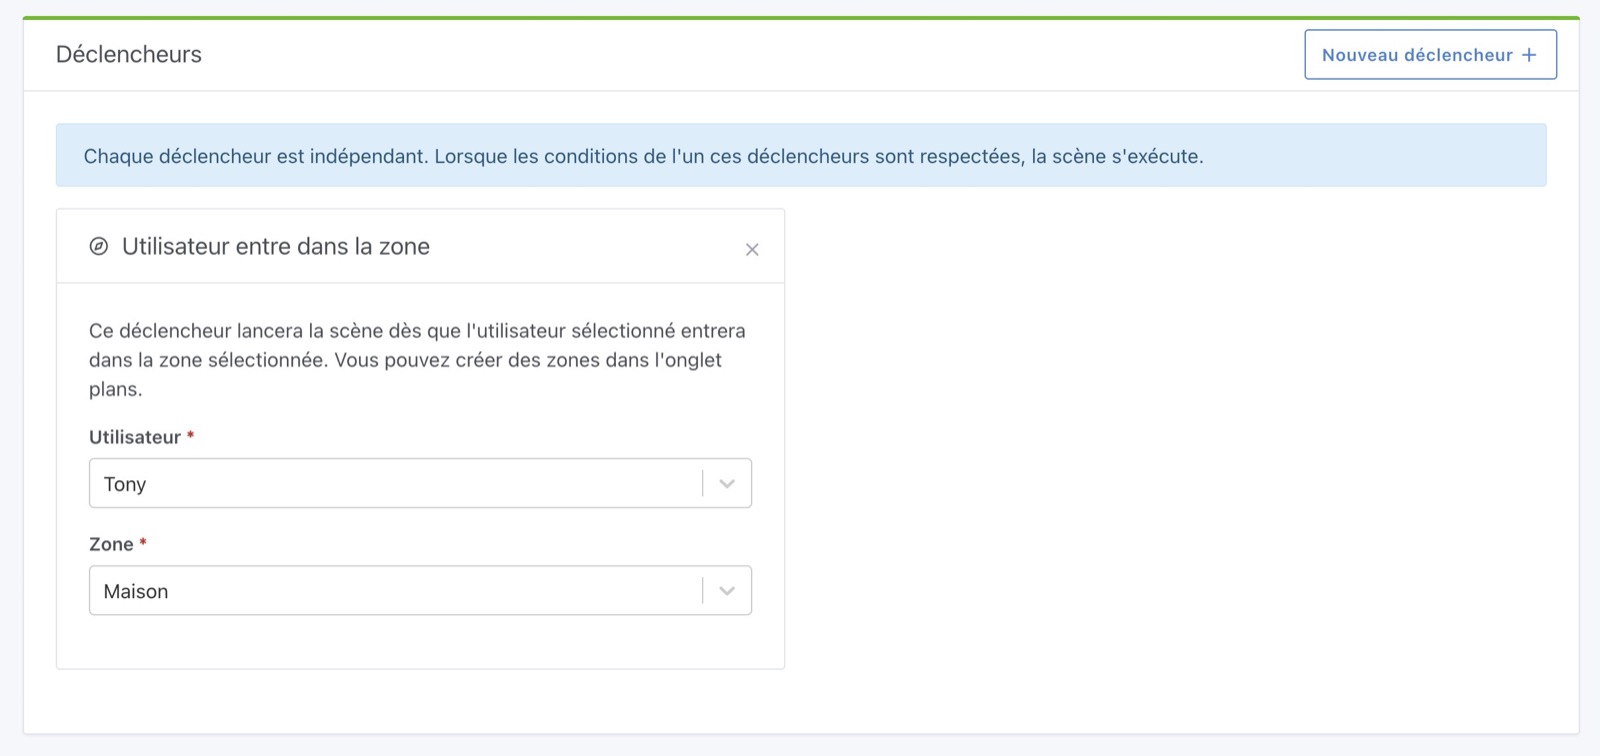 Déclencheurs
Nouveau déclencheur +
Chaque déclencheur est indépendant. Lorsque les conditions de l'un ces déclencheurs sont respectées, la scène s'exécute.
Utilisateur entre dans la zone
Ce déclencheur lancera la scène dès que l'utilisateur sélectionné entrera
dans la zone sélectionnée. Vous pouvez créer des zones dans l'onglet
plans.
Utilisateur *
Tony
Zone *
Maison